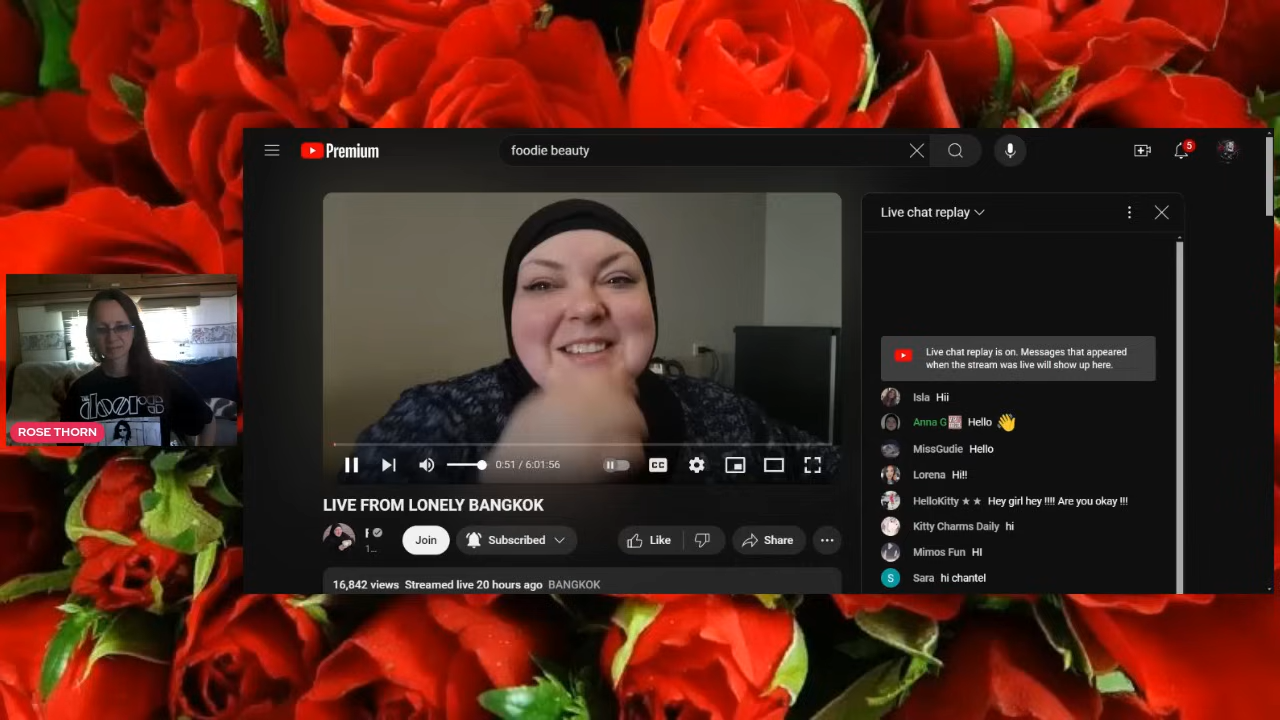 Premium
foodie beauty
5
Live chat replay
Live chat replay is on. Messages that appeared
when the stream was live will show up here.
Isla Hii
Anna G Hello 👋
MissGudie Hello
Lorena Hi!!
HelloKitty ★ ★ Hey girl hey !!!! Are you okay !!!
Kitty Charms Daily hi
Mimos Fun HI
S Sara hi chantel
0:51 / 6:01:56
CC
LIVE FROM LONELY BANGKOK
F
1...
Join
Subscribed
Like
Share
16,842 views Streamed live 20 hours ago BANGKOK
the doors
ROSE THORN